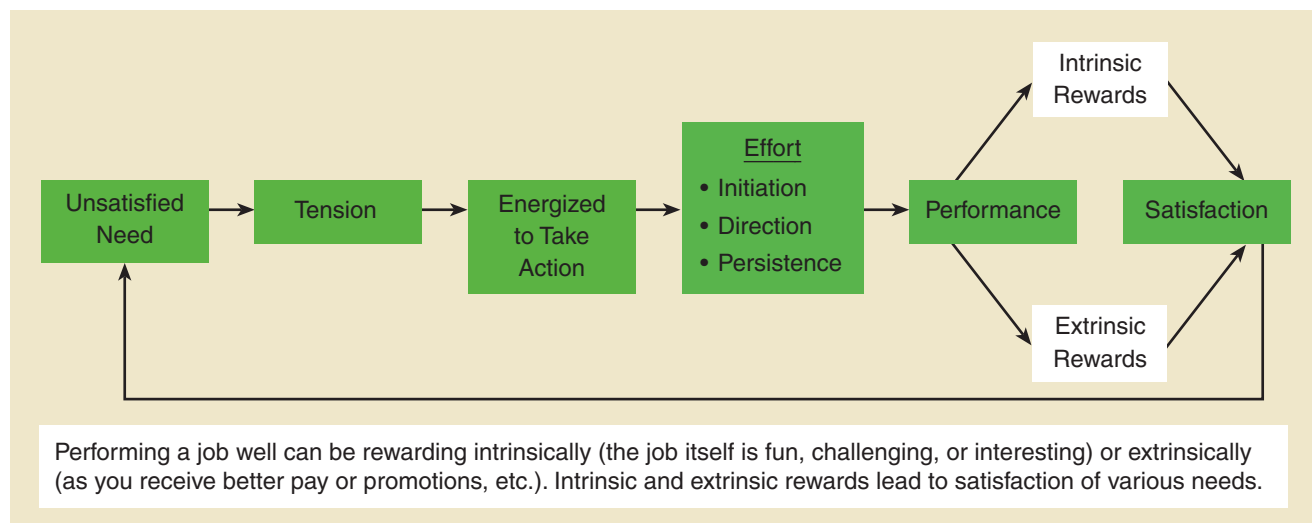 Unsatisfied
Need
Tension
Energized
to Take
Action
Effort
• Initiation
• Direction
• Persistence
Performance
Intrinsic
Rewards
Extrinsic
Rewards
Satisfaction
Performing a job well can be rewarding intrinsically (the job itself is fun, challenging, or interesting) or extrinsically
(as you receive better pay or promotions, etc.). Intrinsic and extrinsic rewards lead to satisfaction of various needs.